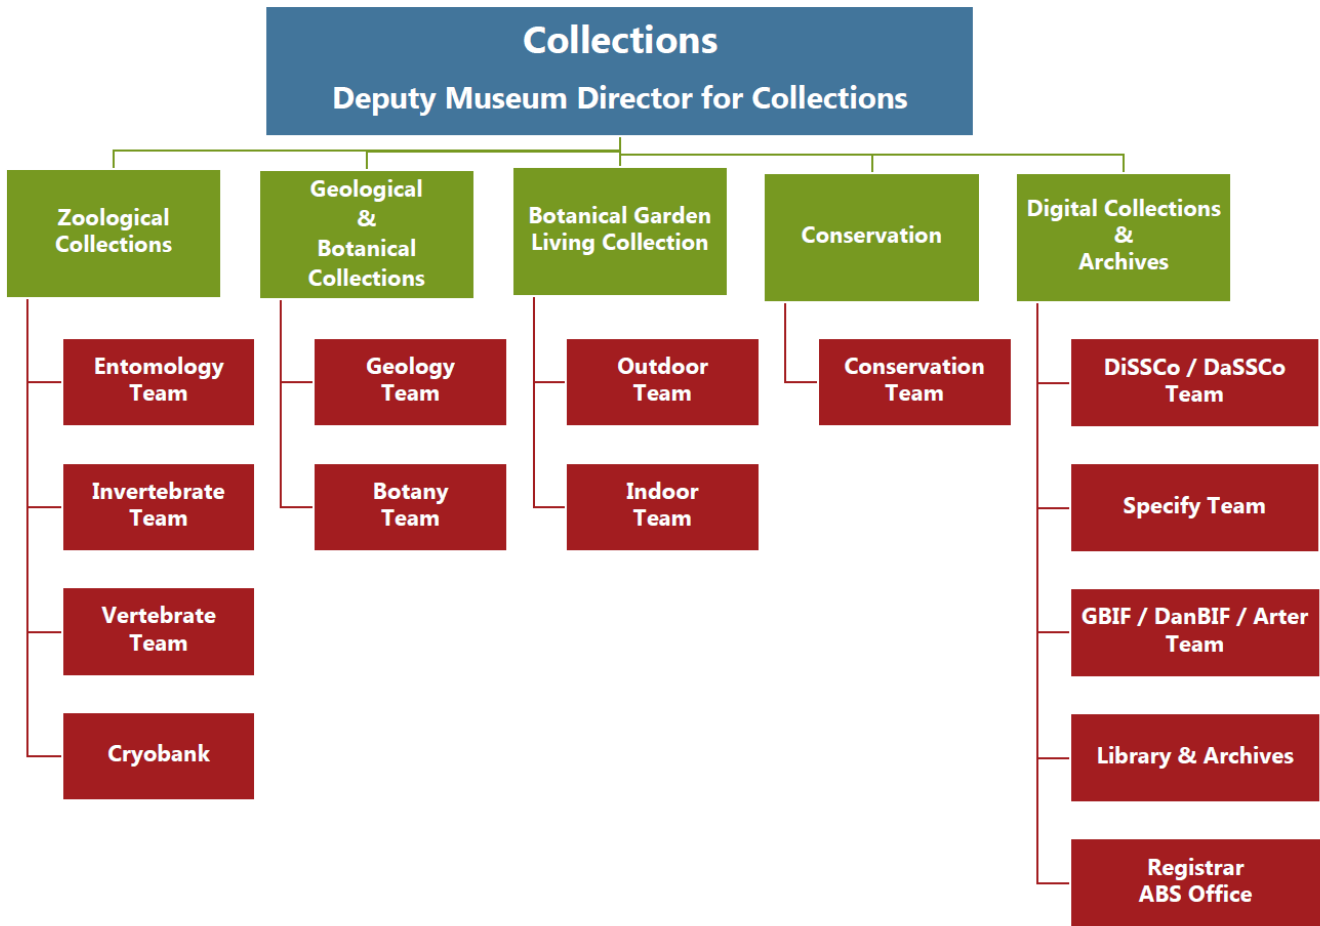 Collections
Deputy Museum Director for Collections
Zoological
Collections
Geological
&
Botanical
Collections
Botanical Garden
Living Collection
Conservation
Digital Collections
&
Archives
Entomology
Team
Invertebrate
Team
Vertebrate
Team
Cryobank
Geology
Team
Botany
Team
Outdoor
Team
Indoor
Team
Conservation
Team
DiSSCo / DaSSCo
Team
Specify Team
GBIF / DanBIF / Arter
Team
Library & Archives
Registrar
ABS Office